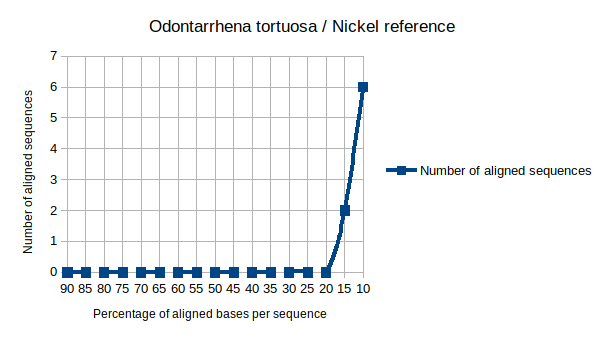 Odontarrhena tortuosa / Nickel reference
Number of aligned sequences
7
6
5
4
3
2
1
0
90 85 80 75 70 65 60 55 50 45 40 35 30 25 20 15 10
Percentage of aligned bases per sequence
Number of aligned sequences